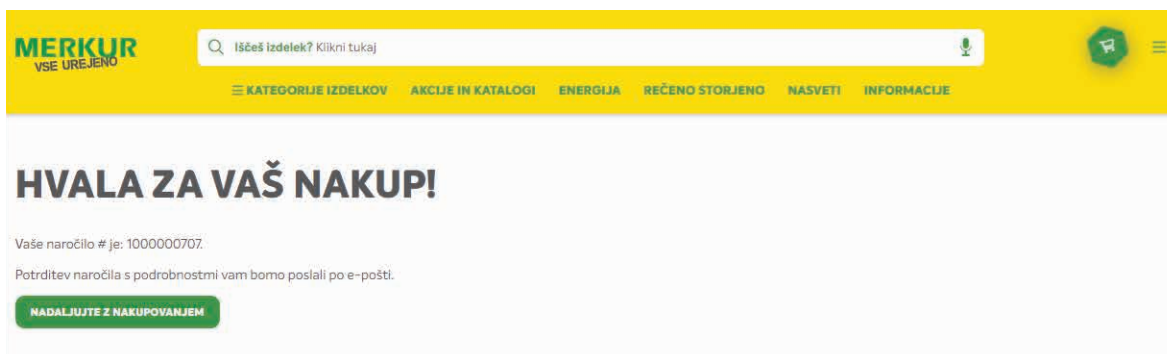 MERKUR
VSE UREJENO
Iščeš izdelek? Klikni tukaj
KATEGORIJE IZDELKOV AKCIJE IN KATALOGI ENERGIJA REČENO STORJENO NASVETI INFORMACIJE
HVALA ZA VAŠ NAKUP!
Vaše naročilo # je: 1000000707.
Potrditev naročila s podrobnostmi vam bomo poslali po e-pošti.
NADALJUJTE Z NAKUPOVANJEM